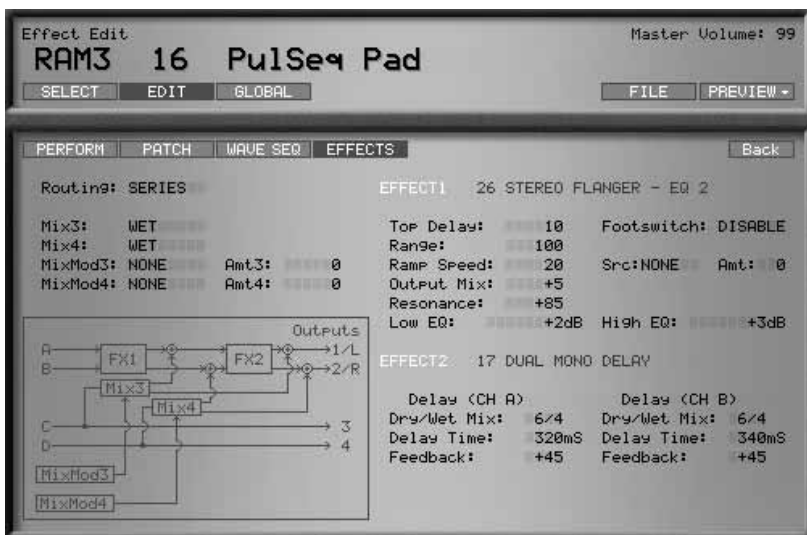 Effect Edit
Master Volume: 99
RAM3 16 PulSeq Pad
SELECT EDIT GLOBAL FILE PREVIEW
PERFORM PATCH WAVE SEQ EFFECTS Back
Routing: SERIES
Mix3: WET
Mix4: WET
MixMod3: NONE Amt3: 0
MixMod4: NONE Amt4: 0
Outputs
A FX1 FX2 1/L
B 2/R
Mix3
Mix4
C 3
D 4
MixMod3
MixMod4
EFFECT1 26 STEREO FLANGER - EQ 2
Top Delay: 10 Footswitch: DISABLE
Range: 100
Ramp Speed: 20 Src:NONE Amt: 0
Output Mix: +5
Resonance: +85
Low EQ: +2dB High EQ: +3dB
EFFECT2 17 DUAL MONO DELAY
Delay (CH A) Delay (CH B)
Dry/Wet Mix: 6/4 Dry/Wet Mix: 6/4
Delay Time: 320mS Delay Time: 340mS
Feedback: +45 Feedback: +45